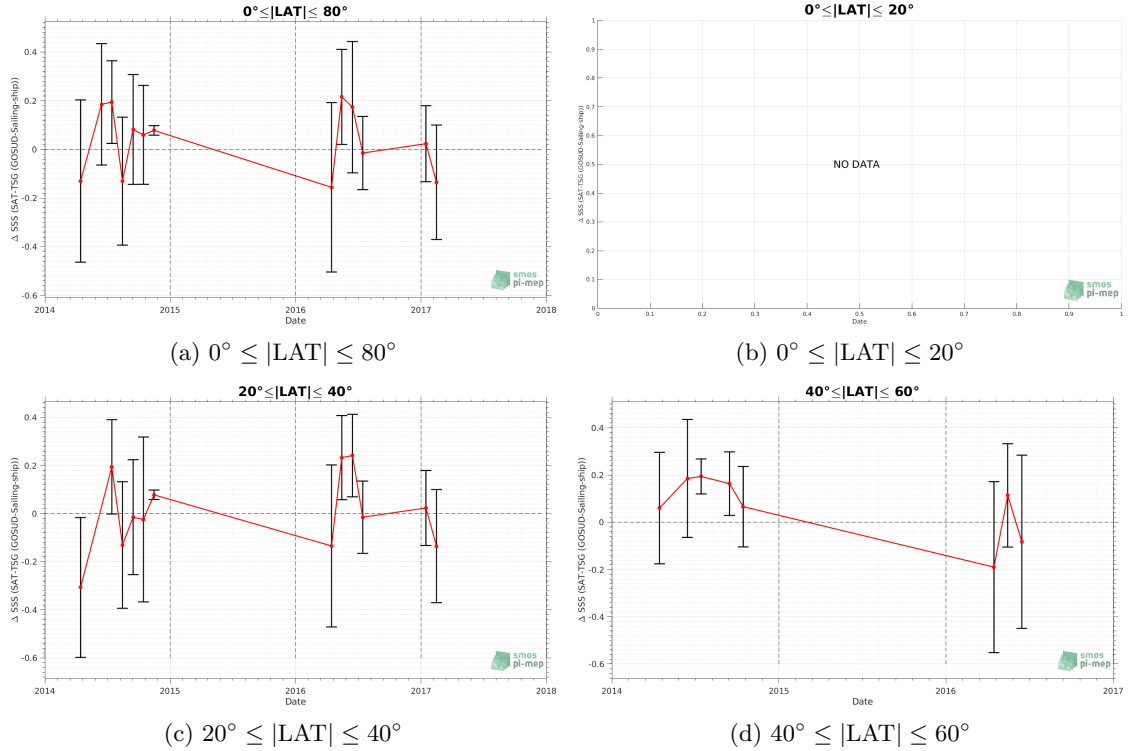 0°≤|LAT|≤ 80°
Δ SSS (SAT-TSG (GOSUD-Sailing-ship))
0.4
0.2
0
-0.2
-0.4
-0.6
2014 2015 2016 2017 2018
Date
smos
pi-mep
(a) 0° ≤ |LAT| ≤ 80°
0°≤|LAT|≤ 20°
Δ SSS (SAT-TSG (GOSUD-Sailing-ship))
1
0.9
0.8
0.7
0.6
0.5
0.4
0.3
0.2
0.1
0
NO DATA
0 0.1 0.2 0.3 0.4 0.5 0.6 0.7 0.8 0.9 1
Date
smos
pi-mep
(b) 0° ≤ |LAT| ≤ 20°
20°≤|LAT|≤ 40°
Δ SSS (SAT-TSG (GOSUD-Sailing-ship))
0.4
0.2
0
-0.2
-0.4
-0.6
2014 2015 2016 2017 2018
Date
smos
pi-mep
(c) 20° ≤ |LAT| ≤ 40°
40°≤|LAT|≤ 60°
Δ SSS (SAT-TSG (GOSUD-Sailing-ship))
0.4
0.2
0
-0.2
-0.4
-0.6
2014 2015 2016 2017
Date
smos
pi-mep
(d) 40° ≤ |LAT| ≤ 60°